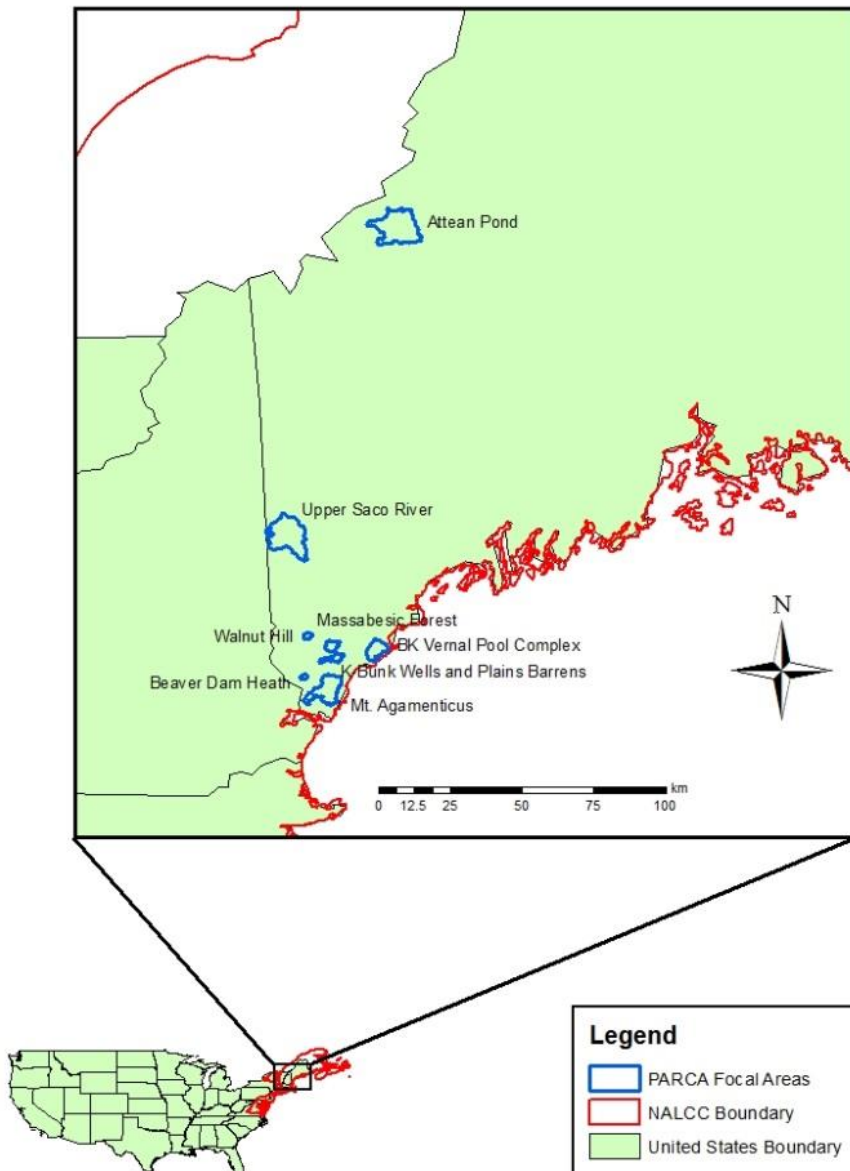 Attean Pond
Upper Saco River
Massabesic Forest
Walnut Hill
BK Vernal Pool Complex
K Bunk Wells and Plains Barrens
Beaver Dam Heath
Mt. Agamenticus
N
km
0 12.5 25 50 75 100
Legend
PARCA Focal Areas
NALCC Boundary
United States Boundary